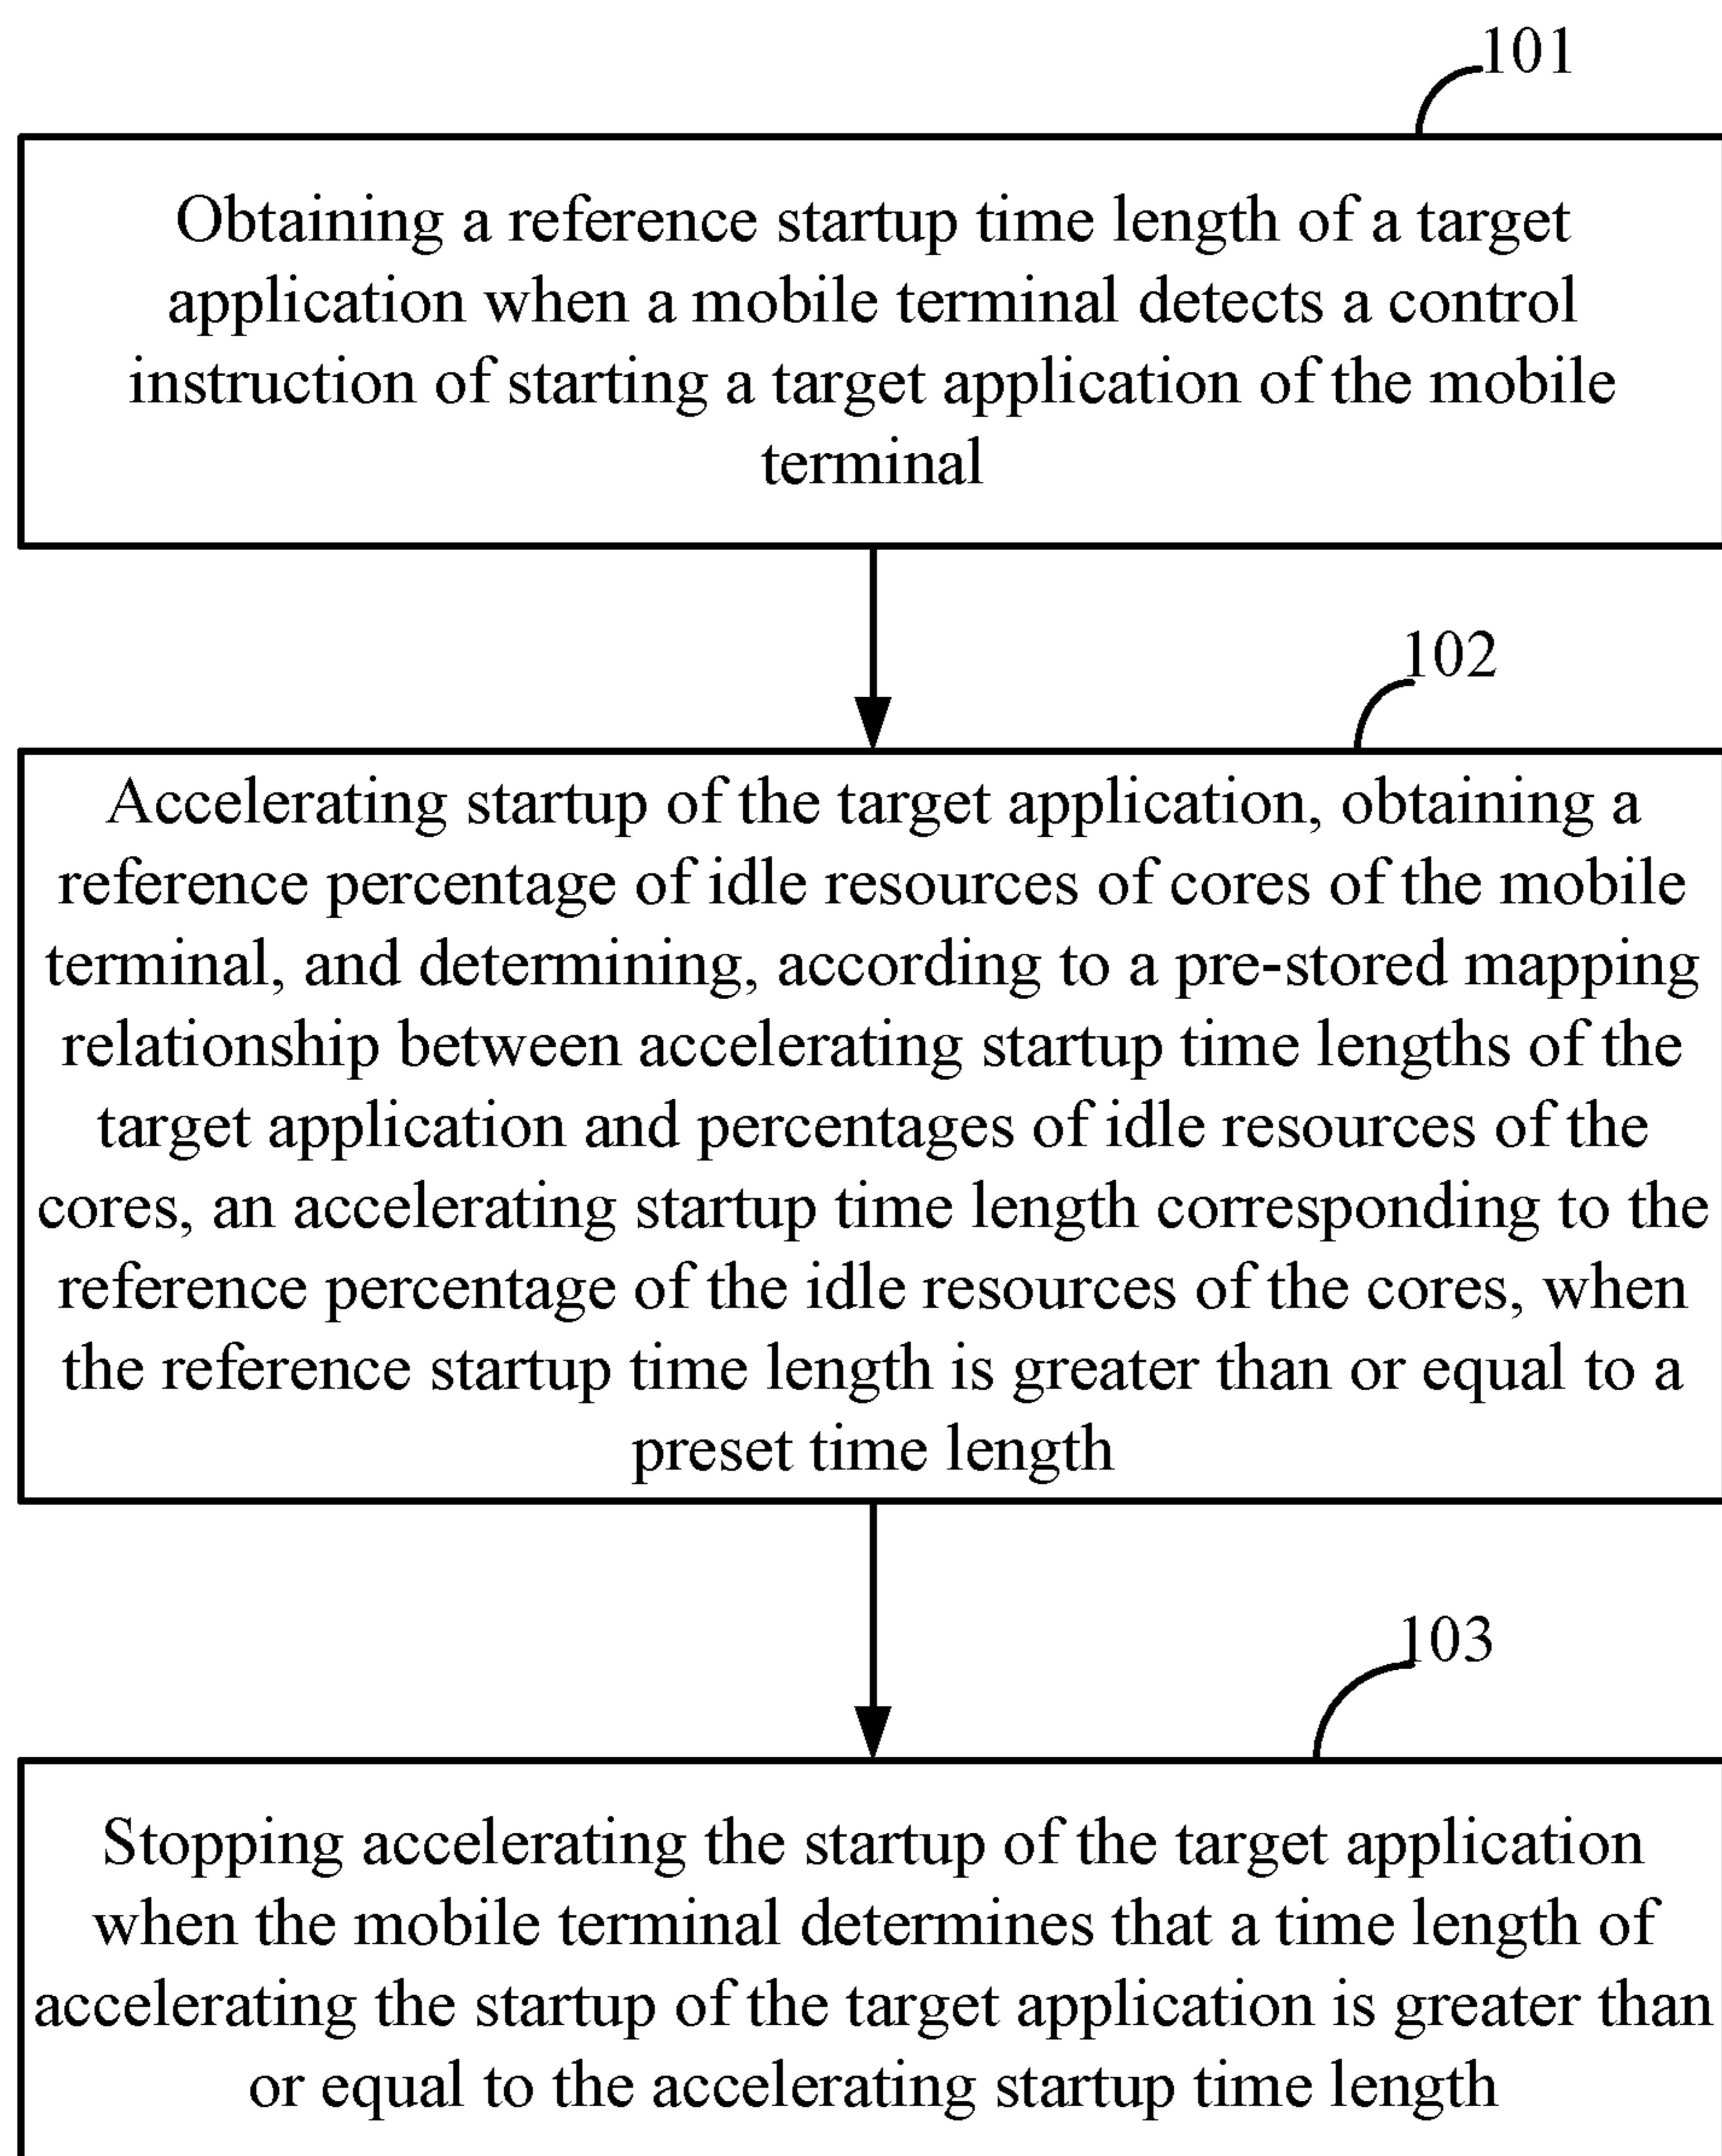 101
Obtaining a reference startup time length of a target
application when a mobile terminal detects a control
instruction of starting a target application of the mobile
terminal
102
Accelerating startup of the target application, obtaining a
reference percentage of idle resources of cores of the mobile
terminal, and determining, according to a pre-stored mapping
relationship between accelerating startup time lengths of the
target application and percentages of idle resources of the
cores, an accelerating startup time length corresponding to the
reference percentage of the idle resources of the cores, when
the reference startup time length is greater than or equal to a
preset time length
103
Stopping accelerating the startup of the target application
when the mobile terminal determines that a time length of
accelerating the startup of the target application is greater than
or equal to the accelerating startup time length